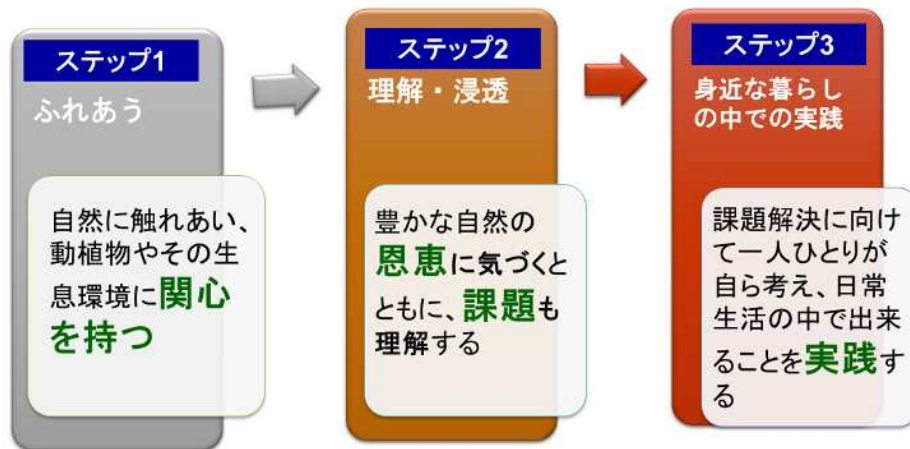 ステップ1
ふれあう
自然に触れあい、
動植物やその生
息環境に関心
を持つ
ステップ2
理解・浸透
豊かな自然の
恩恵に気づくと
ともに、課題も
理解する
ステップ3
身近な暮らし
の中での実践
課題解決に向け
て一人ひとりが
自ら考え、日常
生活の中で出来
ることを実践す
る